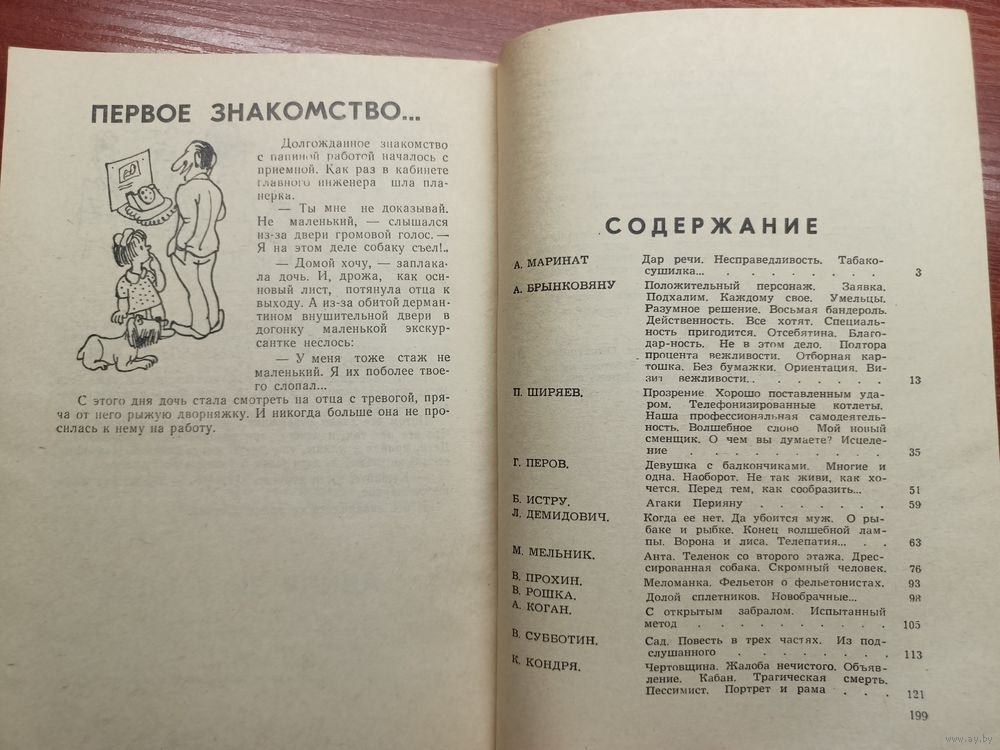 ПЕРВОЕ ЗНАКОМСТВО...
Долгожданное знакомство
с папиной работой началось с
приемной. Как раз в кабинете
главного инженера шла пла-
нерка.
— Ты мне не доказывай.
Не маленький, — слышался
из-за двери громовой голос. —
Я на этом деле собаку съел!..
— Домой хочу, — заплака-
ла дочь. И, дрожа, как оси-
новый лист, потянула отца к
выходу. А из-за обитой дерман-
тином внушительной двери в
догонку маленькой экскур-
сантке неслось:
— У меня тоже стаж не
маленький. Я их поболее твое-
го слопал...
С этого дня дочь стала смотреть на отца с тревогой, пря-
ча от него рыжую дворняжку. И никогда больше она не про-
силась к нему на работу.
СОДЕРЖАНИЕ
А. МАРИНАТ Дар речи. Несправедливость. Табако-
сушилка... . . . . . . . . 3
А. БРЫНКОВЯНУ Положительный персонаж. Заявка.
Подхалим. Каждому свое. Умельцы.
Разумное решение. Восьмая бандероль.
Действенность. Все хотят. Специаль-
ность пригодится. Отсебятина. Благо-
дар-ность. Не в этом дело. Полтора
процента вежливости. Отборная кар-
тошка. Без бумажки. Ориентация. Ви-
зит вежливости. . . . . . . 13
П. ШИРЯЕВ. Прозрение Хорошо поставленным уда-
ром. Телефонизированные котлеты.
Наша профессиональная самодеятель-
ность. Волшебное слово Мой новый
сменщик. О чем вы думаете? Исцеле-
ние . . . . . . . . . 35
Г. ПЕРОВ. Девушка с балкончиками. Многие и
одна. Наоборот. Не так живи, как хо-
чется. Перед тем, как сообразить... 51
Б. ИСТРУ. Агаки Перияну . . . . . . 59
Л. ДЕМИДОВИЧ. Когда ее нет. Да убоится муж. О ры-
баке и рыбке. Конец волшебной лам-
пы. Ворона и лиса. Телепатия... . . 63
М. МЕЛЬНИК. Анта. Теленок со второго этажа. Дрес-
сированная собака. Скромный человек. 76
В. ПРОХИН. Меломанка. Фельетон о фельетонистах. 93
В. РОШКА. Долой сплетников. Новобрачные... 98
А. КОГАН. С открытым забралом. Испытанный
метод . . . . . . . . . 105
В. СУББОТИН. Сад. Повесть в трех частях. Из под-
слушанного . . . . . . . . 113
К. КОНДРЯ. Чертовщина. Жалоба нечистого. Объяв-
ление. Кабан. Трагическая смерть.
Пессимист. Портрет и рама . . . 121
199
www.ay.by